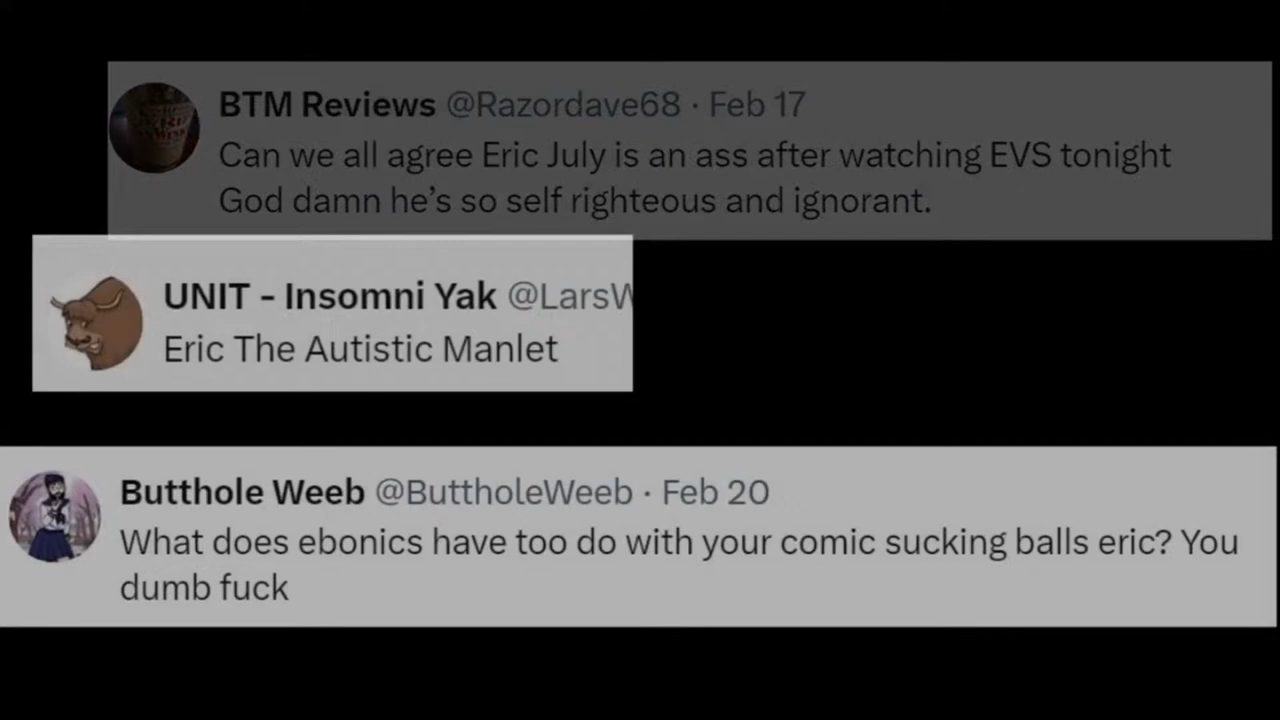 BTM Reviews @Razordave68 · Feb 17
Can we all agree Eric July is an ass after watching EVS tonight
God damn he's so self righteous and ignorant.
UNIT - Insomni Yak @LarsW
Eric The Autistic Manlet
Butthole Weeb @ButtholeWeeb · Feb 20
What does ebonics have too do with your comic sucking balls eric? You
dumb fuck